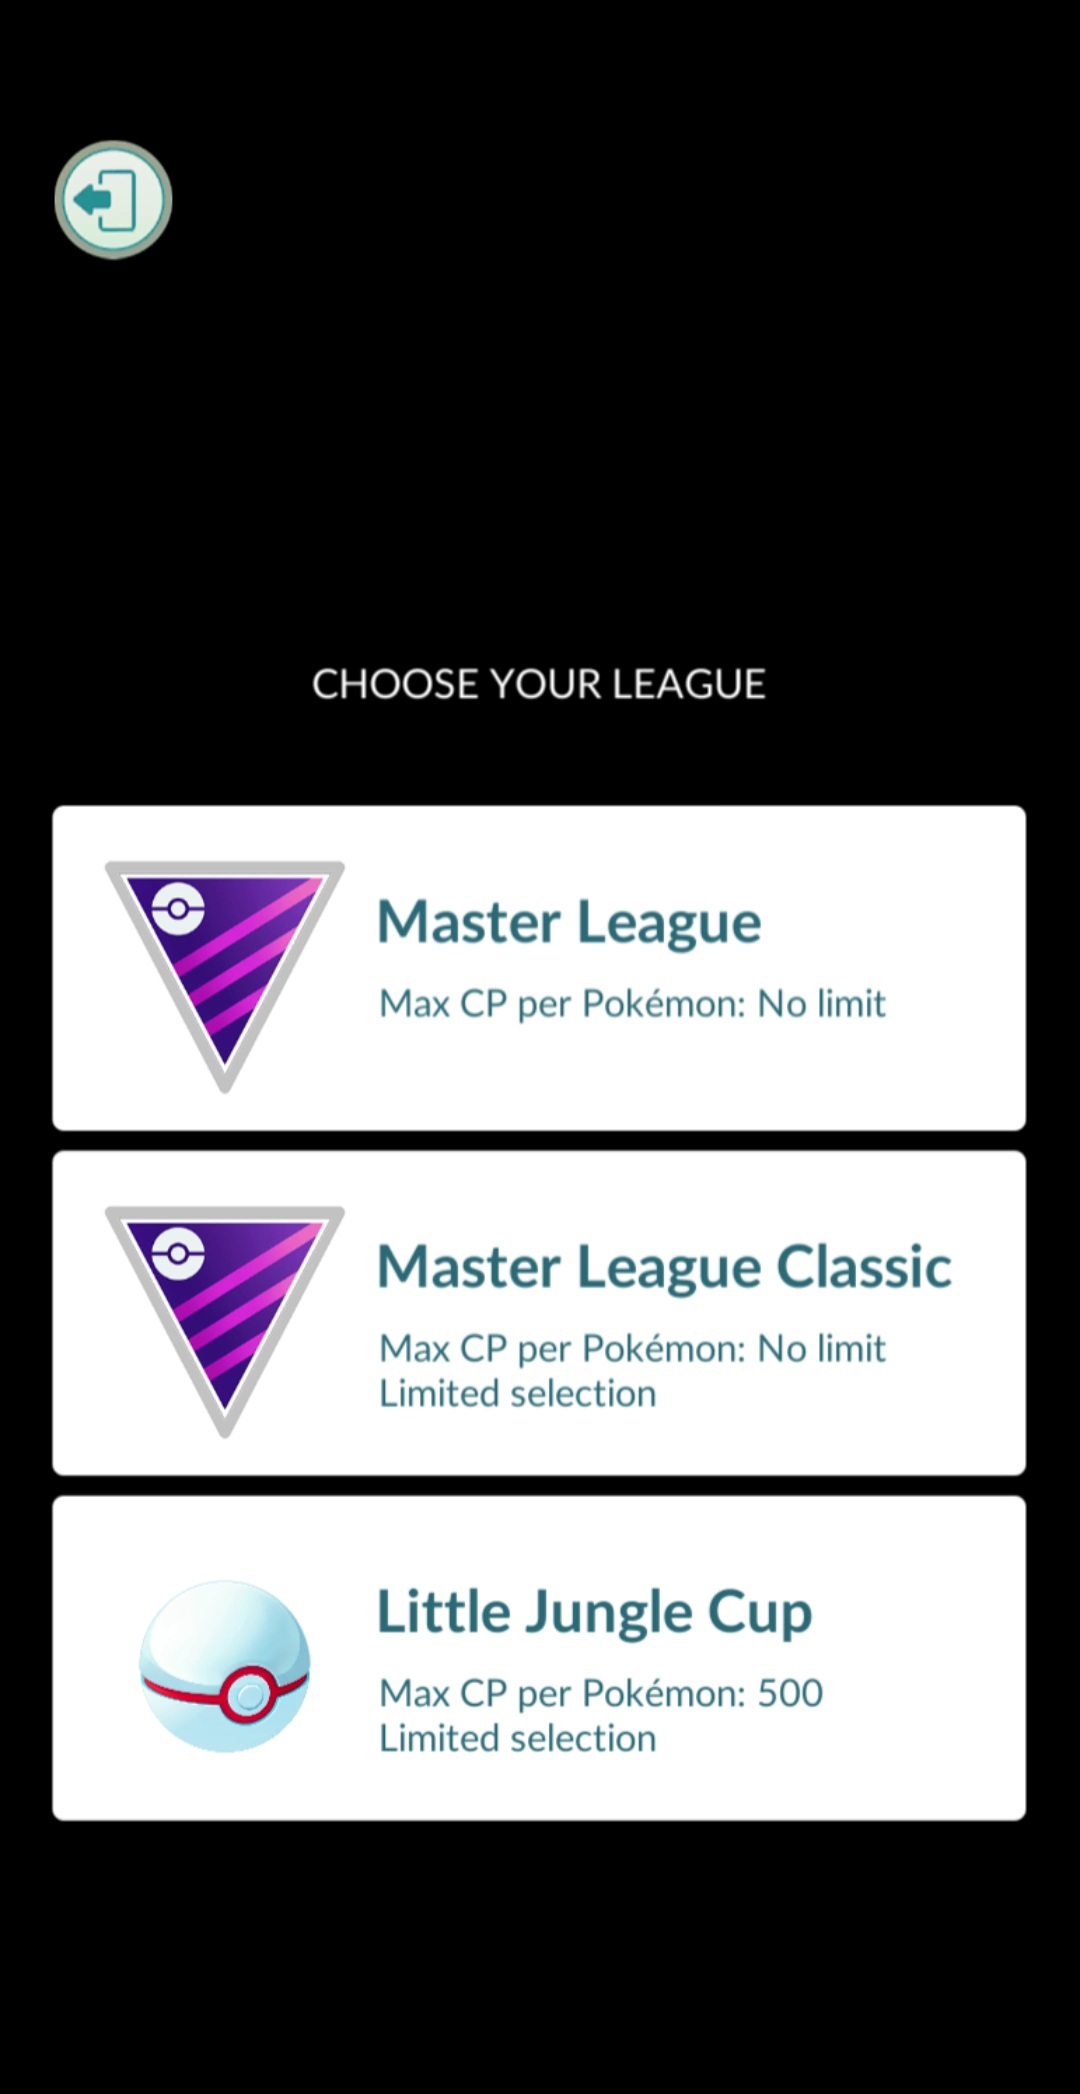 CHOOSE YOUR LEAGUE
Master League
Max CP per Pokémon: No limit
Master League Classic
Max CP per Pokémon: No limit
Limited selection
Little Jungle Cup
Max CP per Pokémon: 500
Limited selection